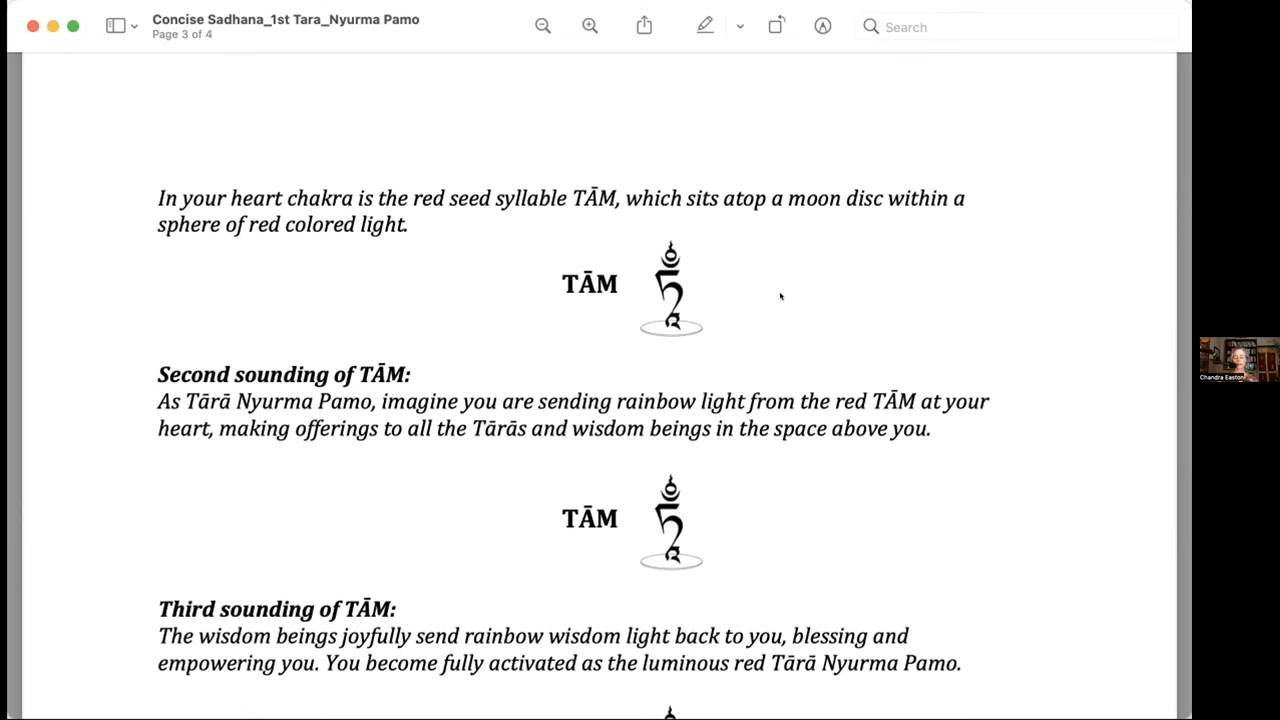 Concise Sadhana_1st Tara_Nyurma Pamo
Page 3 of 4
Search
In your heart chakra is the red seed syllable TĀM, which sits atop a moon disc within a
sphere of red colored light.
TĀM ཏཱཾ
Second sounding of TĀM:
As Tārā Nyurma Pamo, imagine you are sending rainbow light from the red TĀM at your
heart, making offerings to all the Tārās and wisdom beings in the space above you.
TĀM ཏཱཾ
Third sounding of TĀM:
The wisdom beings joyfully send rainbow wisdom light back to you, blessing and
empowering you. You become fully activated as the luminous red Tārā Nyurma Pamo.
Chandra Easton